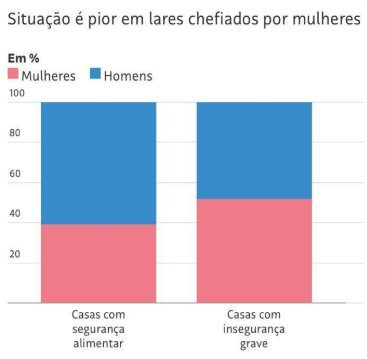 Situação é pior em lares chefiados por mulheres
Em %
Mulheres Homens
100
80
60
40
20
Casas com
segurança
alimentar
Casas com
insegurança
grave